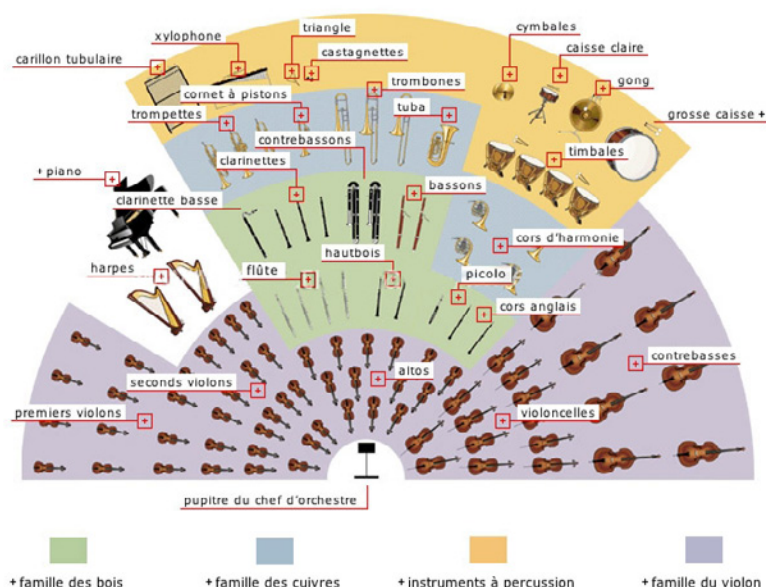 triangle
cymbales
xylophone
castagnettes
caisse claire
carillon tubulaire
trombones
gong
cornet à pistons
tuba
grosse caisse +
trompettes
contrebassons
timbales
clarinettes
+ piano
bassons
clarinette basse
cors d'harmonie
hautbois
harpes
flûte
picolo
cors anglais
contrebasses
altos
seconds violons
premiers violons
violoncelles
pupitre du chef d'orchestre
+ famille des bois
+ famille des cuivres
+ instruments à percussion
+ famille du violon